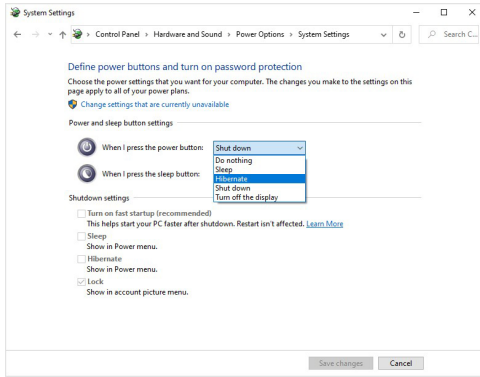 System Settings
Control Panel > Hardware and Sound > Power Options > System Settings
Search C...
Define power buttons and turn on password protection
Choose the power settings that you want for your computer. The changes you make to the settings on this
page apply to all of your power plans.
Change settings that are currently unavailable
Power and sleep button settings
When I press the power button: Shut down
Do nothing
Sleep
When I press the sleep button: Hibernate
Shut down
Turn off the display
Shutdown settings
Turn on fast startup (recommended)
This helps start your PC faster after shutdown. Restart isn't affected. Learn More
Sleep
Show in Power menu.
Hibernate
Show in Power menu.
Lock
Show in account picture menu.
Save changes Cancel